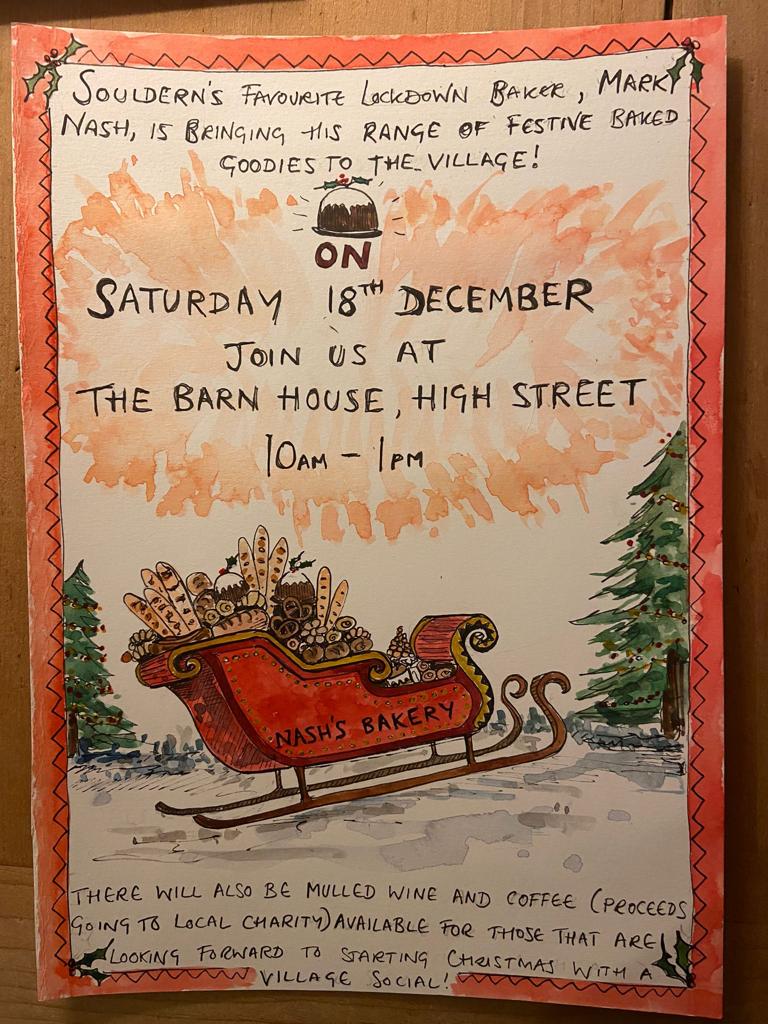 SOULDERN'S FAVOURITE LOCKDOWN BAKER, MARK
NASH, IS BRINGING HIS RANGE OF FESTIVE BAKED
GOODIES TO THE VILLAGE!
ON
SATURDAY 18TH DECEMBER
JOIN US AT
THE BARN HOUSE, HIGH STREET
10AM - 1PM
NASH'S BAKERY
THERE WILL ALSO BE MULLED WINE AND COFFEE (PROCEEDS
GOING TO LOCAL CHARITY) AVAILABLE FOR THOSE THAT ARE
LOOKING FORWARD TO STARTING CHRISTMAS WITH A
VILLAGE SOCIAL!